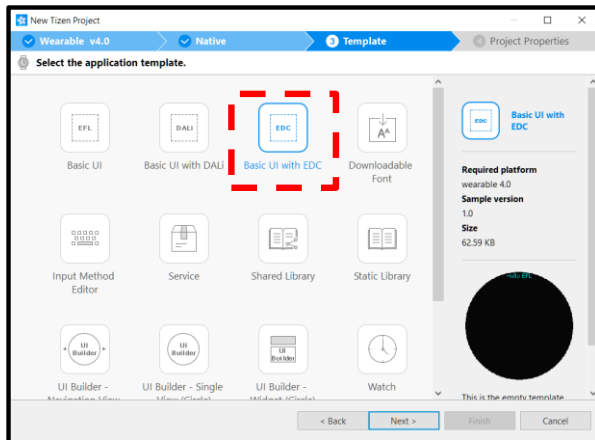 New Tizen Project
Wearable v4.0
Native
3 Template
4 Project Properties
Select the application template.
EFL
DALi
EDC
A
Basic UI
Basic UI with DALi
Basic UI with EDC
Downloadable
Font
Input Method
Editor
Service
Shared Library
Static Library
UI
Builder
UI
Builder
UI
Builder
UI Builder -
Navigation View
UI Builder - Single
View (Circle)
UI Builder -
Widget (Circle)
Watch
EDC
Basic UI with
EDC
Required platform
wearable 4.0
Sample version
1.0
Size
62.59 KB
EFL
This is the empty template
< Back
Next >
Finish
Cancel